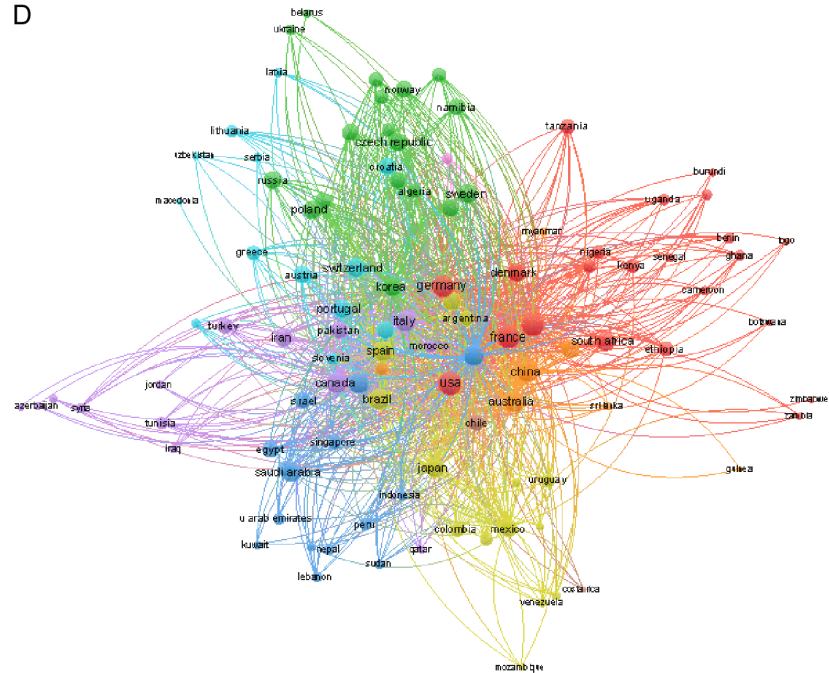 D
belarus
ukraine
latvia
norway
namibia
lithuania
czech republic
tanzania
uzbekistan
serbia
croatia
russia
algeria
sweden
burundi
uganda
macedonia
poland
myanmar
benin
togo
greece
switzerland
nigeria
senegal
ghana
kenya
austria
korea
germany
denmark
cameroon
portugal
argentina
turkey
pakistan
italy
botswana
iran
france
south africa
slovenia
spain
morocco
ethiopia
jordan
canada
usa
china
azerbaijan
syria
israel
brazil
australia
sri lanka
zimbabwe
zambia
tunisia
chile
iraq
egypt
singapore
saudi arabia
japan
guinea
uruguay
indonesia
u arab emirates
peru
colombia
mexico
kuwait
nepal
qatar
lebanon
sudan
costa rica
venezuela
mozambique